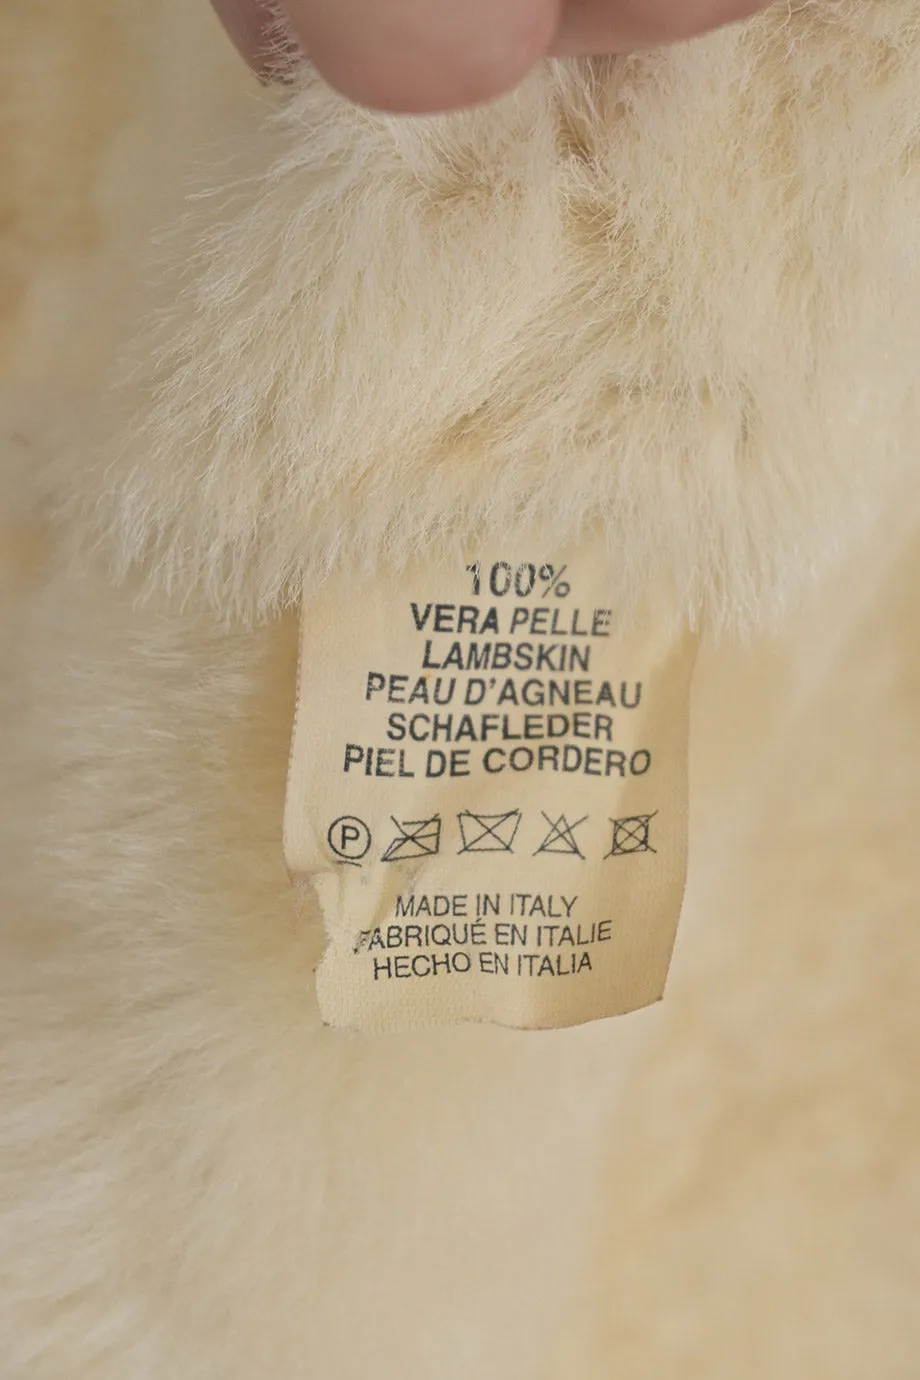 100%
VERA PELLE
LAMBSKIN
PEAU D'AGNEAU
SCHAFLEDER
PIEL DE CORDERO
P
MADE IN ITALY
FABRIQUÉ EN ITALIE
HECHO EN ITALIA